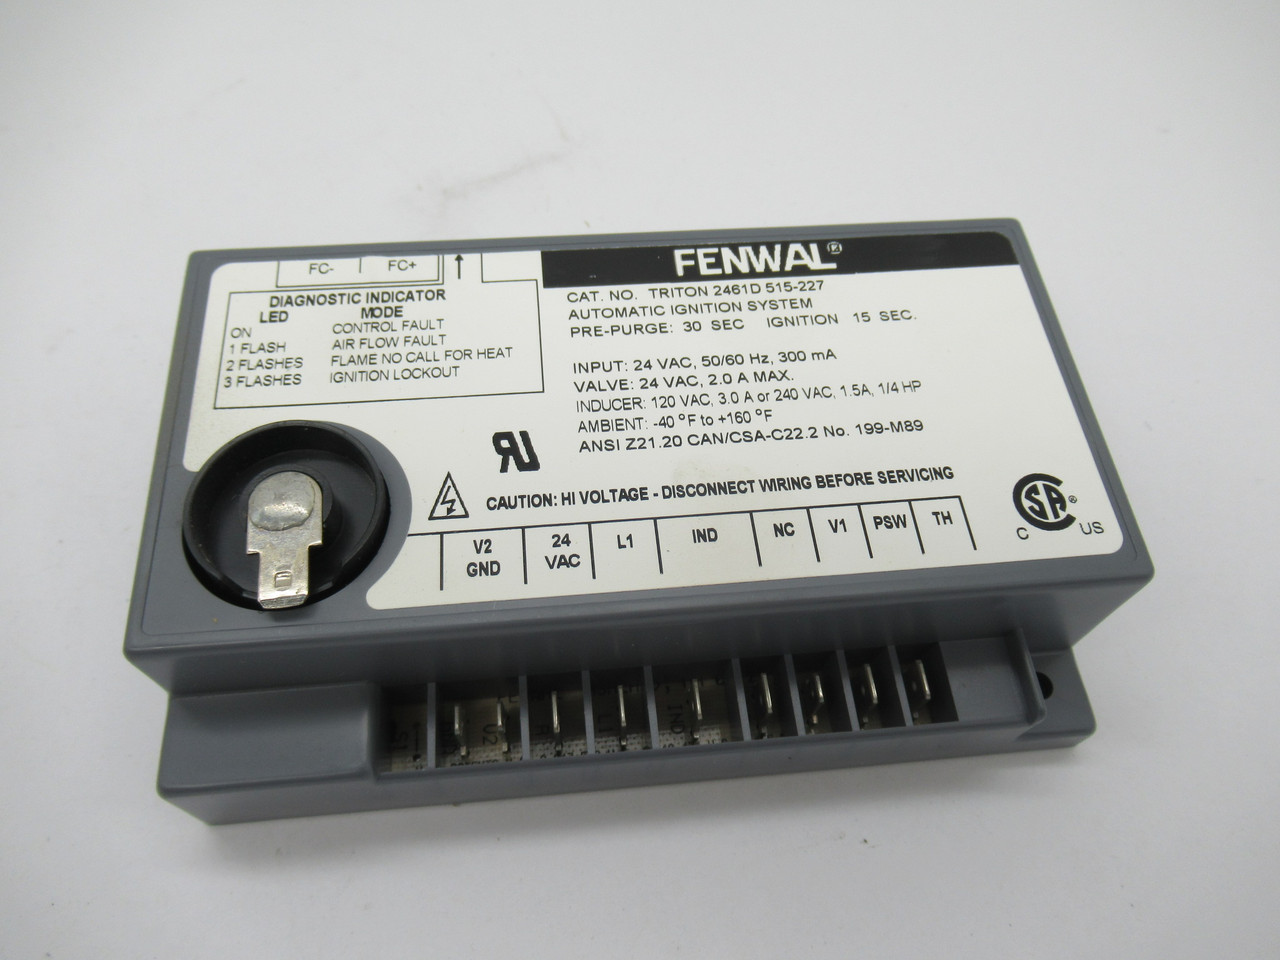 FC- FC+ ↑
DIAGNOSTIC INDICATOR
LED MODE
ON CONTROL FAULT
1 FLASH AIR FLOW FAULT
2 FLASHES FLAME NO CALL FOR HEAT
3 FLASHES IGNITION LOCKOUT
FENWAL
CAT. NO. TRITON 2461D 515-227
AUTOMATIC IGNITION SYSTEM
PRE-PURGE: 30 SEC IGNITION 15 SEC.
INPUT: 24 VAC, 50/60 Hz, 300 mA
VALVE: 24 VAC, 2.0 A MAX.
INDUCER: 120 VAC, 3.0 A or 240 VAC, 1.5A, 1/4 HP
AMBIENT: -40 °F to +160 °F
ANSI Z21.20 CAN/CSA-C22.2 No. 199-M89
CAUTION: HI VOLTAGE - DISCONNECT WIRING BEFORE SERVICING
V2 GND
24 VAC
L1
IND
NC
V1
PSW
TH
CSA ®
C US
V2
L1
IND